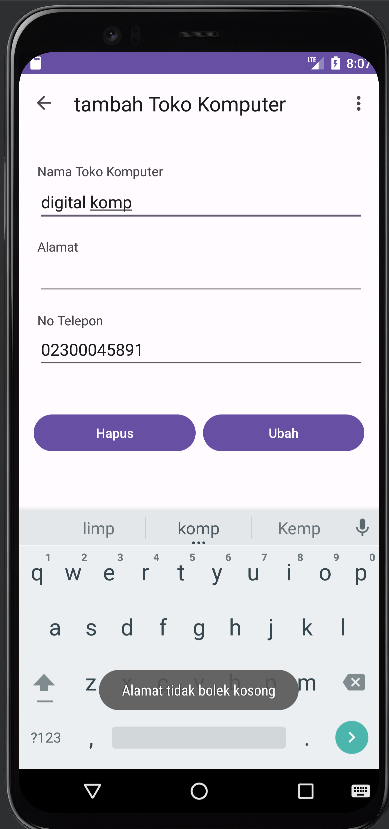 LTE 8:07
tambah Toko Komputer
Nama Toko Komputer
digital komp
Alamat
No Telepon
02300045891
Hapus Ubah
limp komp Kemp
1 2 3 4 5 6 7 8 9 0
q w e r t y u i o p
a s d f g h j k l
z x c v b n m
Alamat tidak bolek kosong
?123 , .